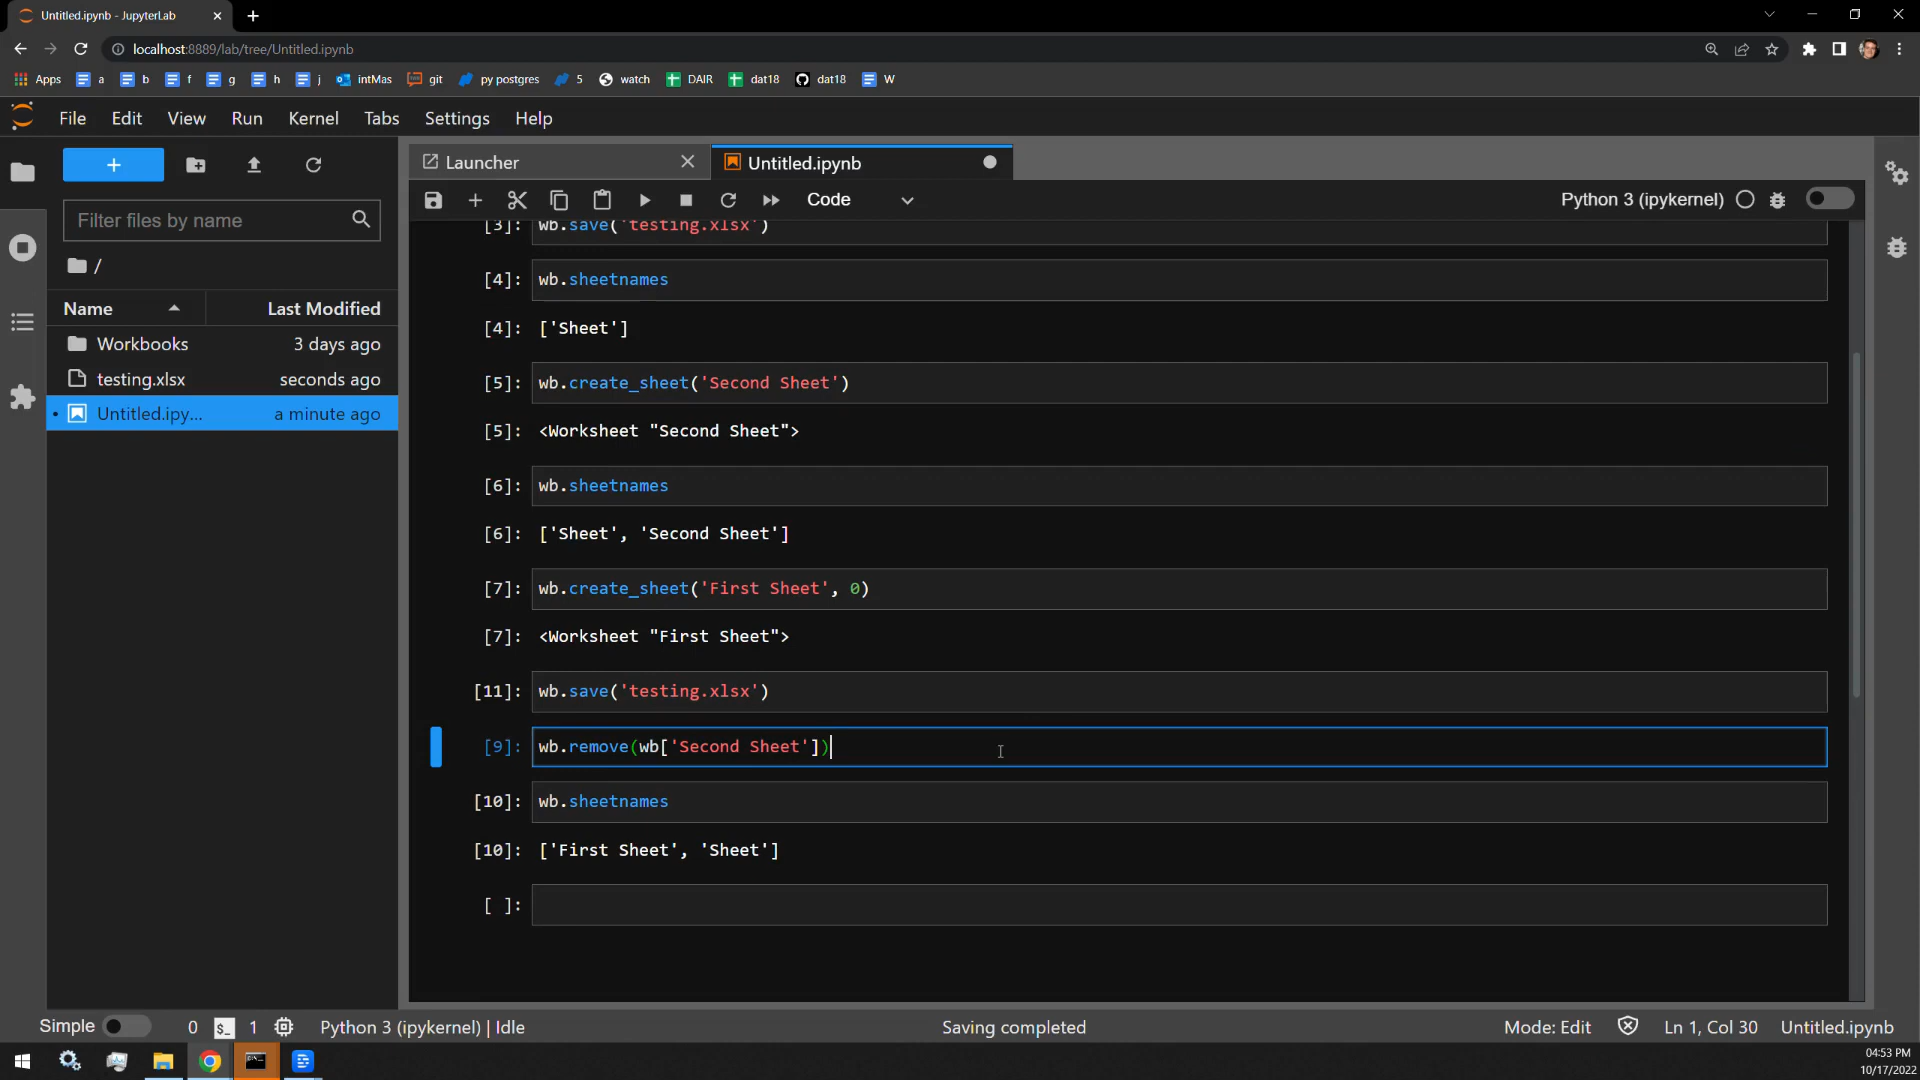 Untitled.ipynb - JupyterLab
localhost:8889/lab/tree/Untitled.ipynb
Apps a b f g h j intMas git py postgres 5 watch DAIR dat18 dat18 W
File Edit View Run Kernel Tabs Settings Help
Launcher Untitled.ipynb
Code Python 3 (ipykernel)
Filter files by name
/
Name Last Modified
Workbooks 3 days ago
testing.xlsx seconds ago
Untitled.ipy... a minute ago
[3]: wb.save('testing.xlsx')
[4]: wb.sheetnames
[4]: ['Sheet']
[5]: wb.create_sheet('Second Sheet')
[5]: <Worksheet "Second Sheet">
[6]: wb.sheetnames
[6]: ['Sheet', 'Second Sheet']
[7]: wb.create_sheet('First Sheet', 0)
[7]: <Worksheet "First Sheet">
[11]: wb.save('testing.xlsx')
[9]: wb.remove(wb['Second Sheet'])
[10]: wb.sheetnames
[10]: ['First Sheet', 'Sheet']
[ ]:
Simple 0 $_ 1 Python 3 (ipykernel) | Idle Saving completed Mode: Edit Ln 1, Col 30 Untitled.ipynb
04:53 PM
10/17/2022